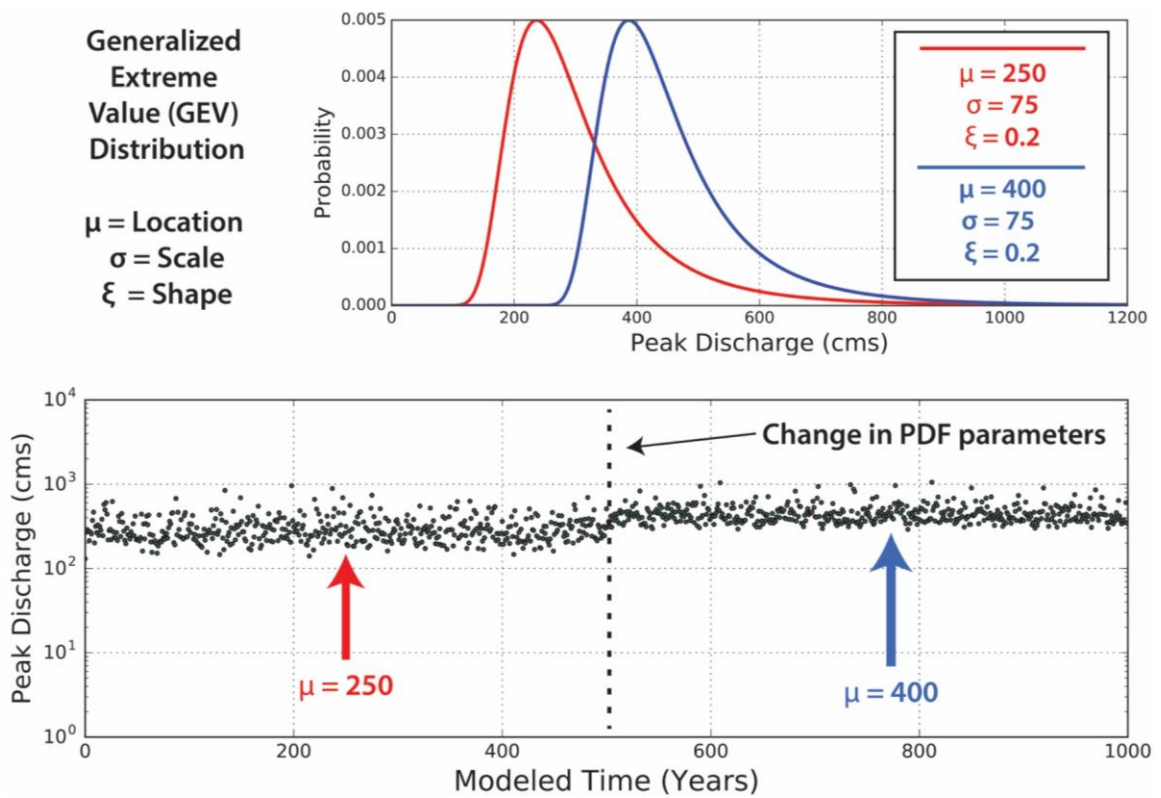 Generalized
Extreme
Value (GEV)
Distribution
μ = Location
σ = Scale
ξ = Shape
Probability
0.005
0.004
0.003
0.002
0.001
0.000
0 200 400 600 800 1000 1200
Peak Discharge (cms)
μ = 250
σ = 75
ξ = 0.2
μ = 400
σ = 75
ξ = 0.2
Peak Discharge (cms)
10⁴
10³
10²
10¹
10⁰
Change in PDF parameters
μ = 250
μ = 400
0 200 400 600 800 1000
Modeled Time (Years)